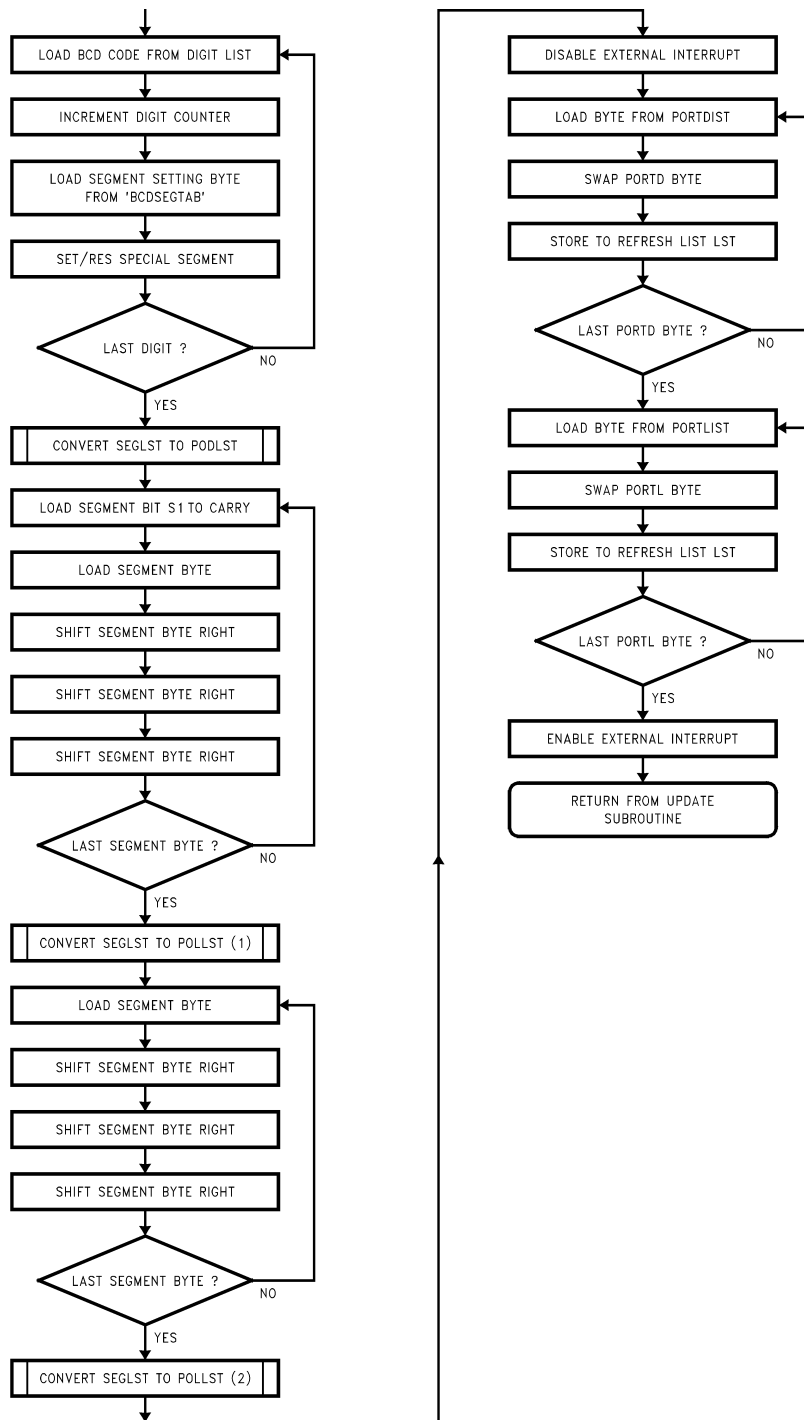 LOAD BCD CODE FROM DIGIT LIST
INCREMENT DIGIT COUNTER
LOAD SEGMENT SETTING BYTE
FROM 'BCDSEGTAB'
SET/RES SPECIAL SEGMENT
LAST DIGIT ?
NO
YES
CONVERT SEGLST TO PODLST
LOAD SEGMENT BIT S1 TO CARRY
LOAD SEGMENT BYTE
SHIFT SEGMENT BYTE RIGHT
SHIFT SEGMENT BYTE RIGHT
SHIFT SEGMENT BYTE RIGHT
LAST SEGMENT BYTE ?
NO
YES
CONVERT SEGLST TO POLLST (1)
LOAD SEGMENT BYTE
SHIFT SEGMENT BYTE RIGHT
SHIFT SEGMENT BYTE RIGHT
SHIFT SEGMENT BYTE RIGHT
LAST SEGMENT BYTE ?
NO
YES
CONVERT SEGLST TO POLLST (2)
DISABLE EXTERNAL INTERRUPT
LOAD BYTE FROM PORTDIST
SWAP PORTD BYTE
STORE TO REFRESH LIST LST
LAST PORTD BYTE ?
NO
YES
LOAD BYTE FROM PORTLIST
SWAP PORTL BYTE
STORE TO REFRESH LIST LST
LAST PORTL BYTE ?
NO
YES
ENABLE EXTERNAL INTERRUPT
RETURN FROM UPDATE
SUBROUTINE